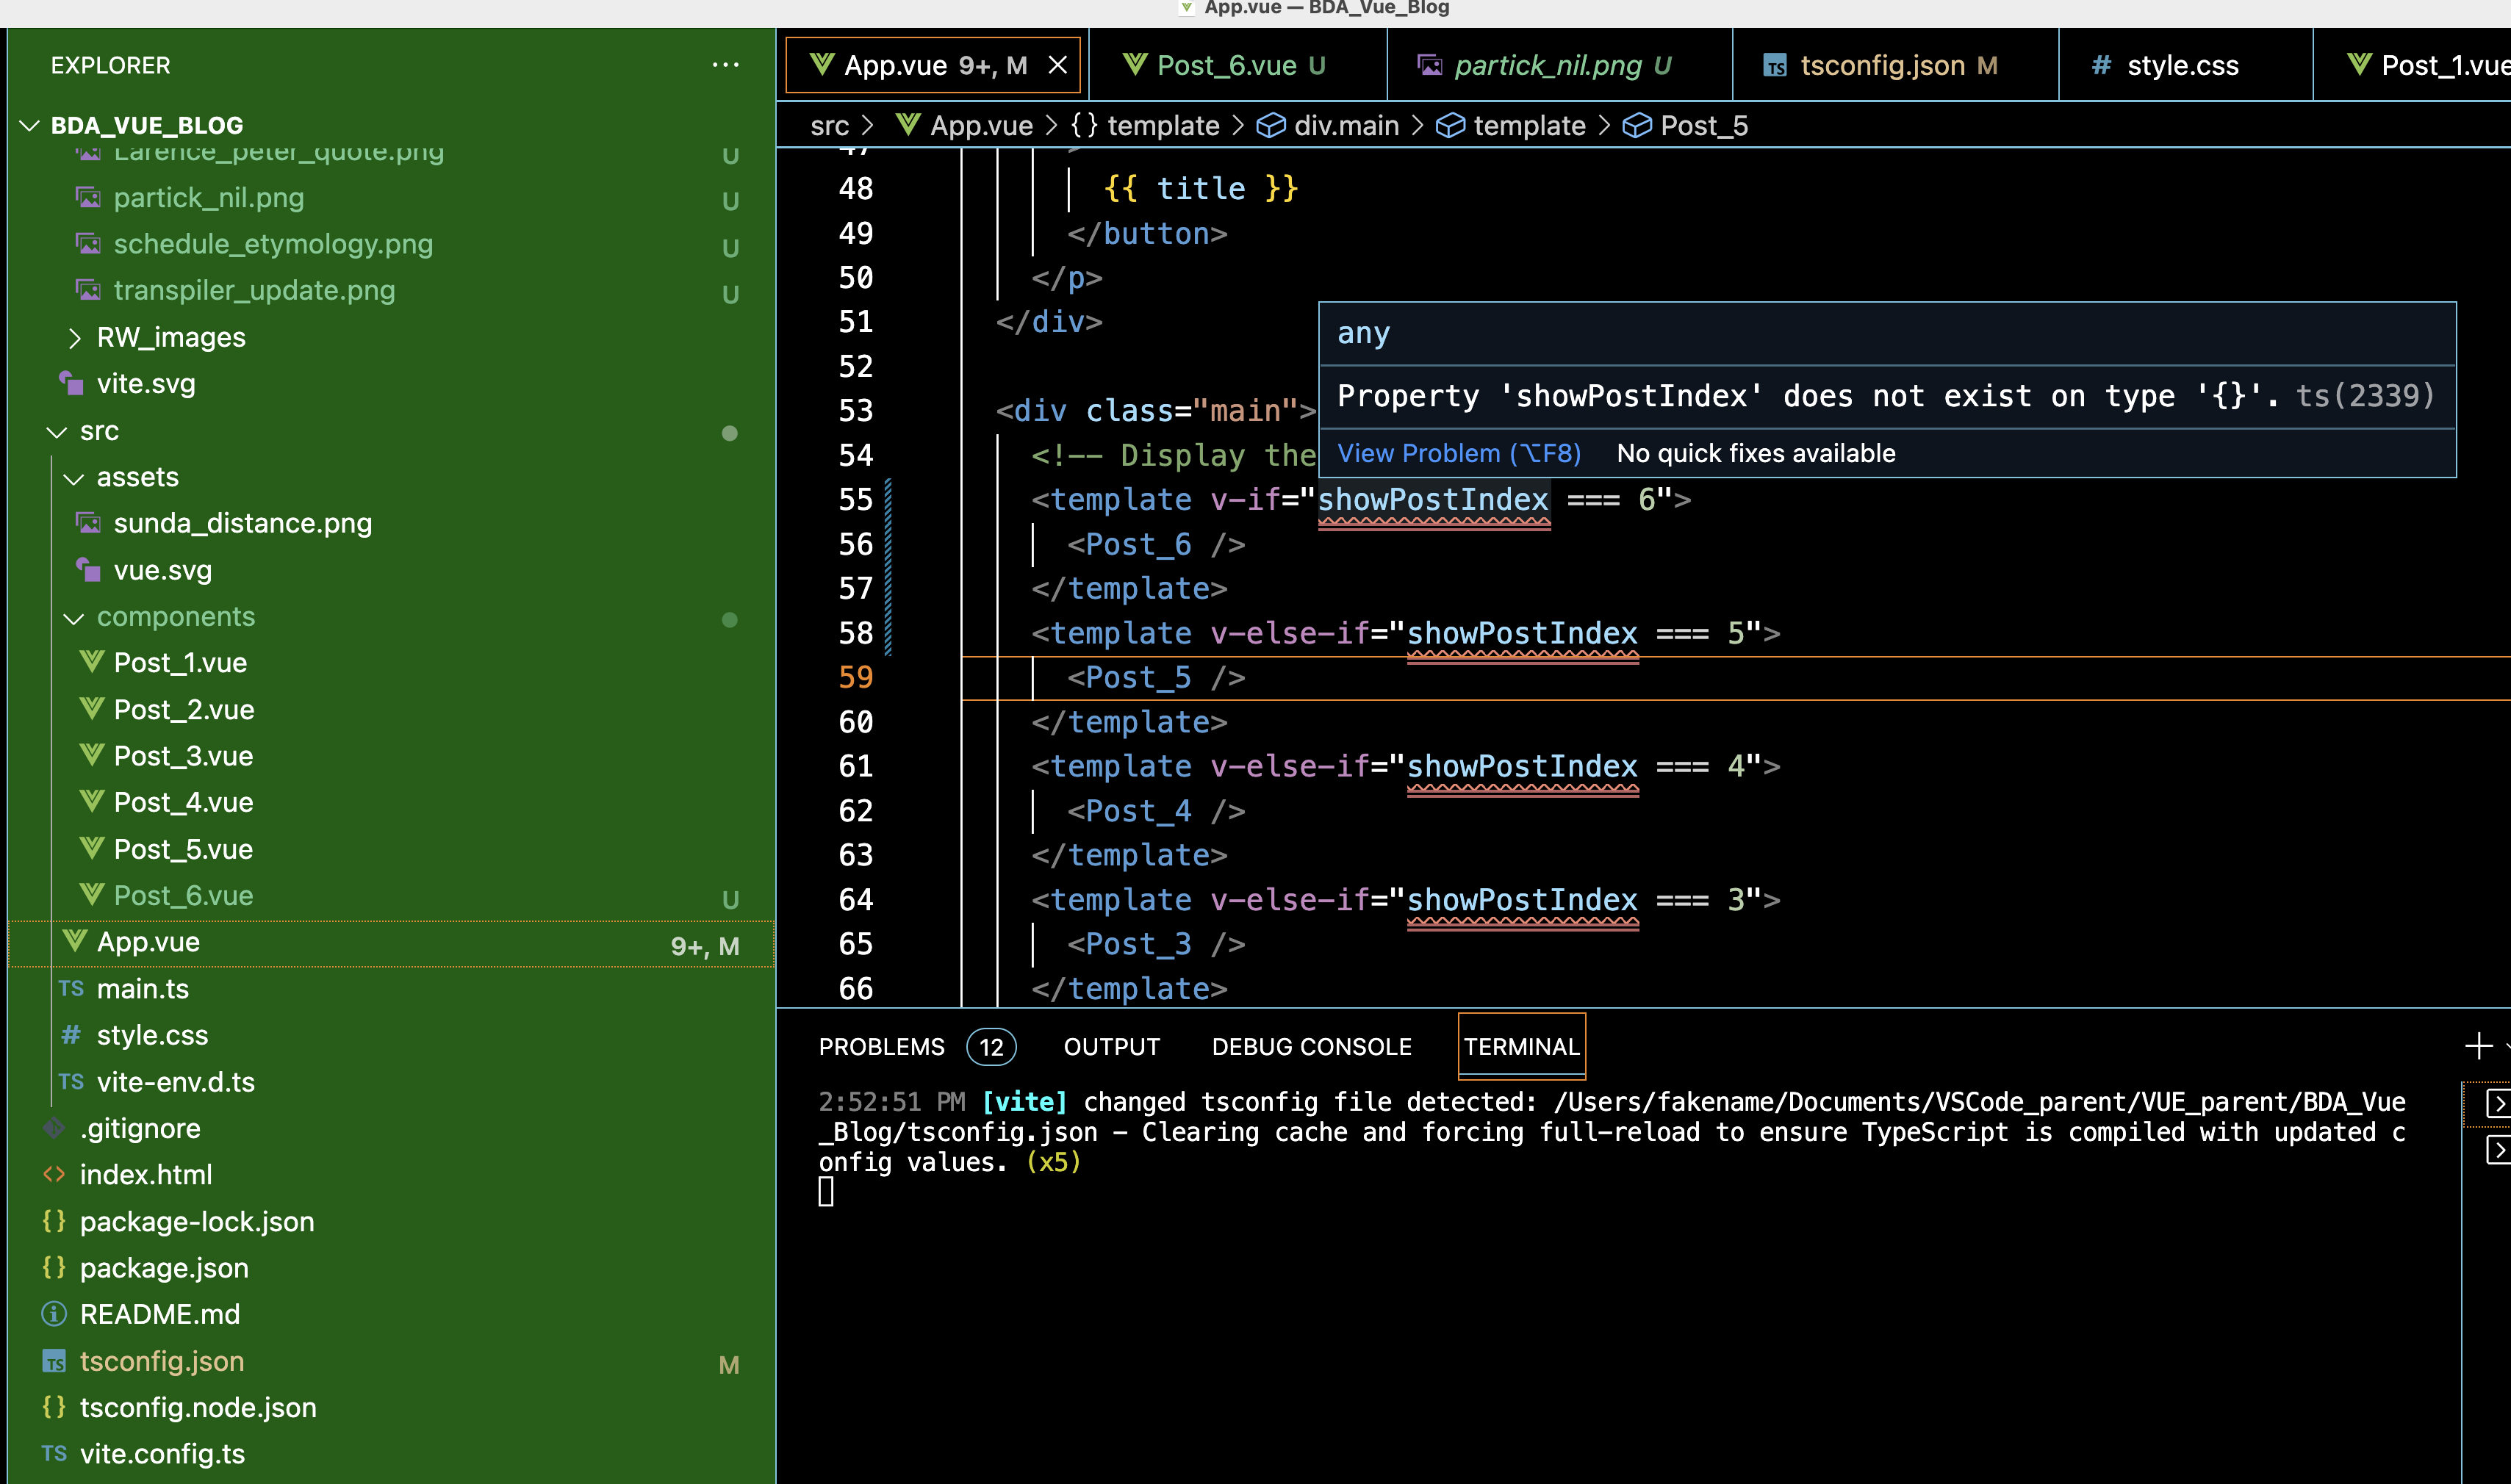 App.vue — BDA_Vue_Blog
EXPLORER
BDA_VUE_BLOG
Larence_peter_quote.png U
partick_nil.png U
schedule_etymology.png U
transpiler_update.png U
RW_images
vite.svg
src
assets
sunda_distance.png
vue.svg
components
Post_1.vue
Post_2.vue
Post_3.vue
Post_4.vue
Post_5.vue
Post_6.vue U
App.vue 9+, M
TS main.ts
# style.css
TS vite-env.d.ts
.gitignore
<> index.html
{} package-lock.json
{} package.json
README.md
TS tsconfig.json M
{} tsconfig.node.json
TS vite.config.ts
App.vue 9+, M
Post_6.vue U
partick_nil.png U
TS tsconfig.json M
# style.css
Post_1.vue
src > App.vue > {} template > div.main > template > Post_5
47 >
48 {{ title }}
49 </button>
50 </p>
51 </div>
52
53 <div class="main">
54 <!-- Display the
55 <template v-if="showPostIndex === 6">
56 <Post_6 />
57 </template>
58 <template v-else-if="showPostIndex === 5">
59 <Post_5 />
60 </template>
61 <template v-else-if="showPostIndex === 4">
62 <Post_4 />
63 </template>
64 <template v-else-if="showPostIndex === 3">
65 <Post_3 />
66 </template>
any
Property 'showPostIndex' does not exist on type '{}'. ts(2339)
View Problem (⌥F8) No quick fixes available
PROBLEMS 12 OUTPUT DEBUG CONSOLE TERMINAL
2:52:51 PM [vite] changed tsconfig file detected: /Users/fakename/Documents/VSCode_parent/VUE_parent/BDA_Vue
_Blog/tsconfig.json - Clearing cache and forcing full-reload to ensure TypeScript is compiled with updated c
onfig values. (x5)